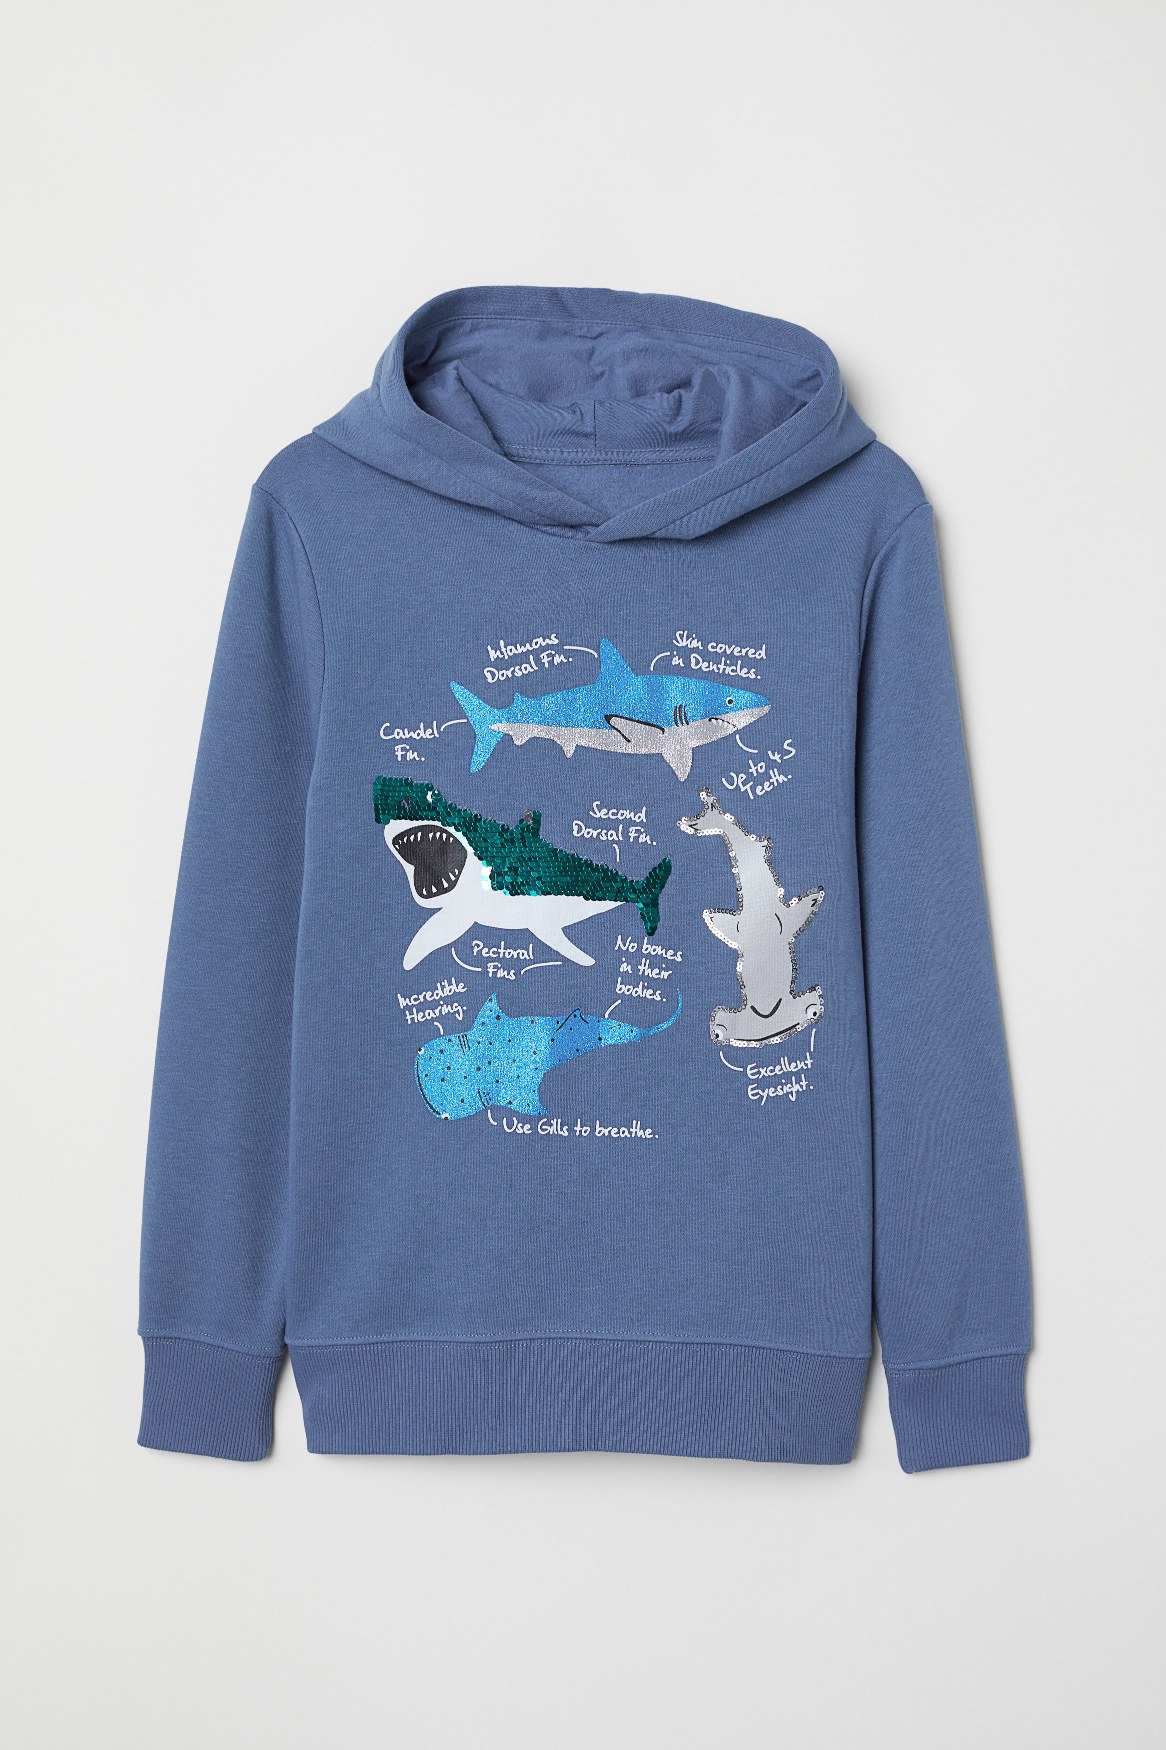 Infamous
Dorsal Fin.
Skin covered
in Denticles.
Caudel
Fin.
Up to 45
Teeth.
Second
Dorsal Fin.
Pectoral
Fins
No bones
in their
bodies.
Incredible
Hearing.
Excellent
Eyesight.
Use Gills to breathe.